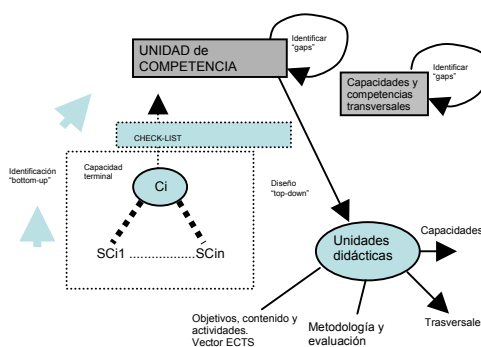 Identificar
“gaps”
UNIDAD de
COMPETENCIA
Identificar
“gaps”
Capacidades y
competencias
transversales
CHECK-LIST
Identificación
“bottom-up”
Capacidad
terminal
Ci
Diseño
“top-down”
SCi1 ................ SCin
Unidades
didácticas
Capacidades
Objetivos, contenido y
actividades.
Vector ECTS
Metodología y
evaluación
Trasversales